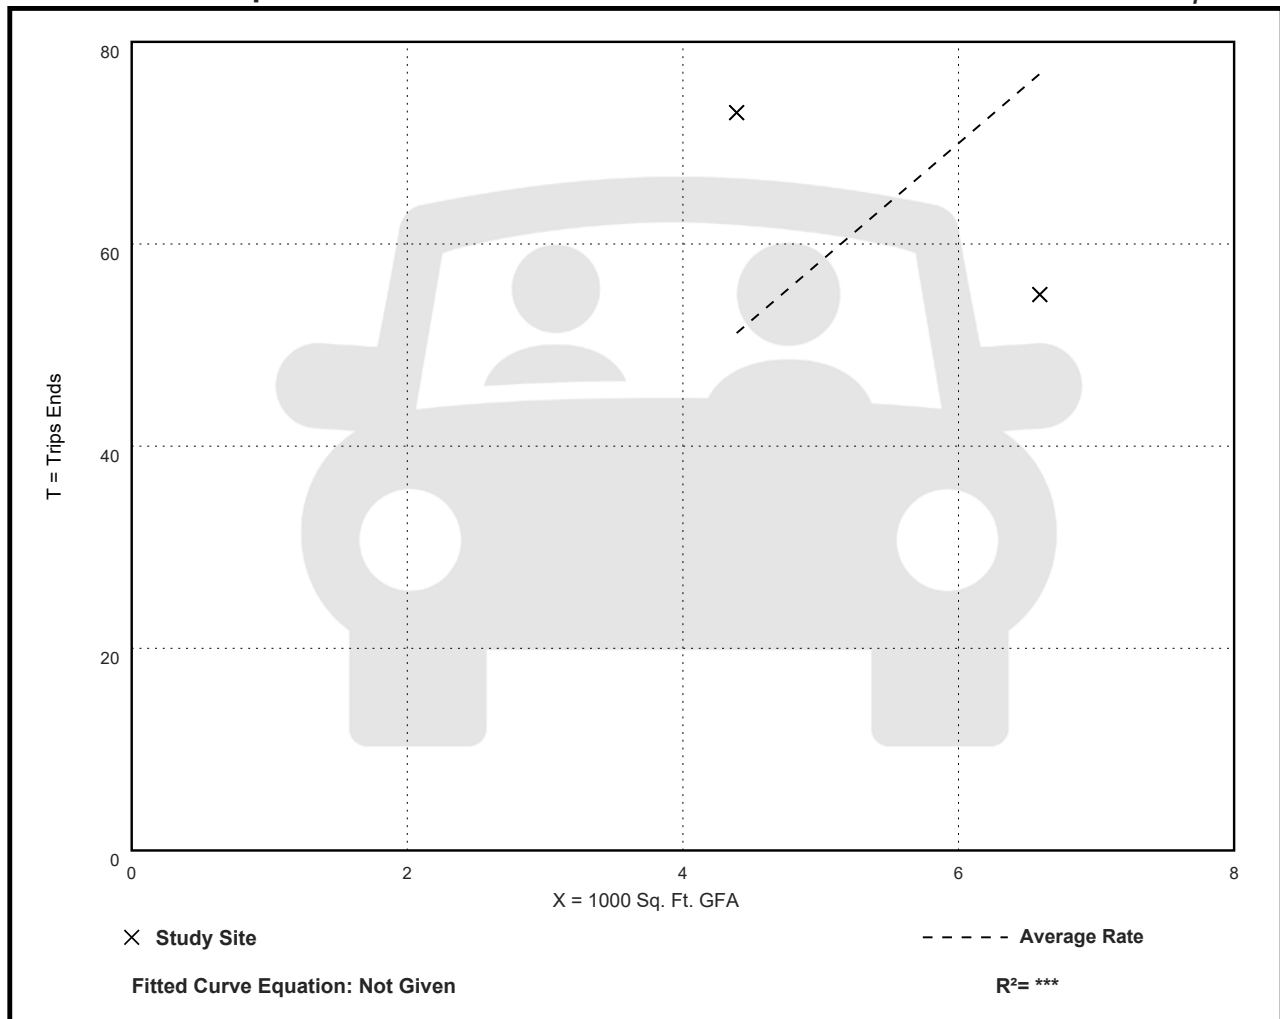 80
60
40
20
0
T = Trips Ends
0 2 4 6 8
X = 1000 Sq. Ft. GFA
Study Site
Average Rate
Fitted Curve Equation: Not Given
R²= ***